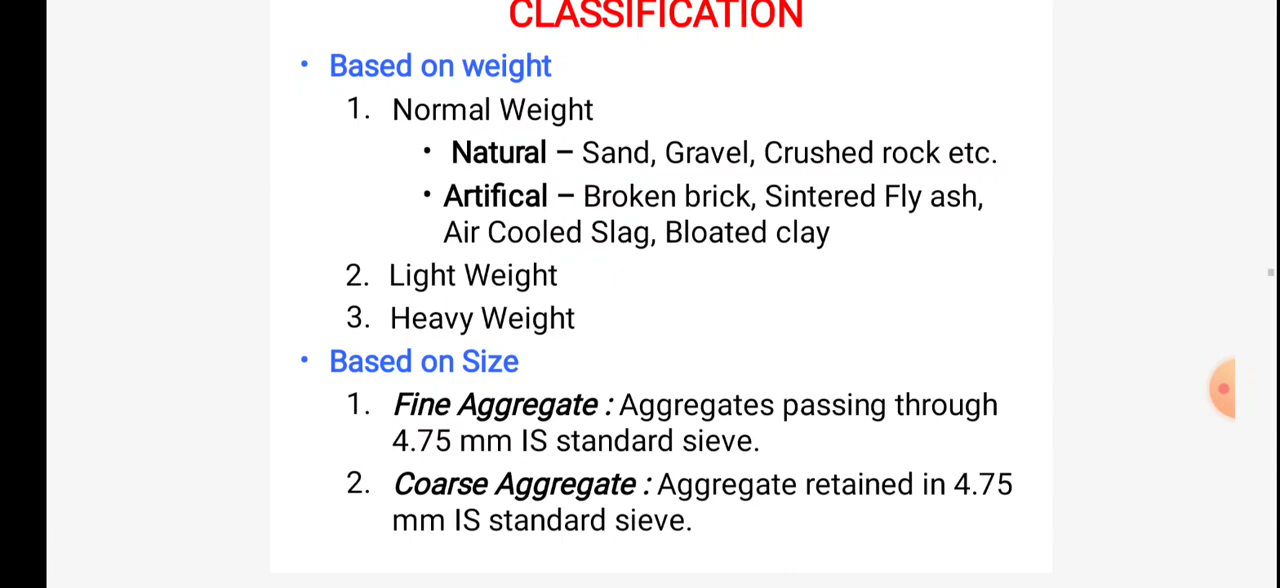 CLASSIFICATION
• Based on weight
1. Normal Weight
• Natural – Sand, Gravel, Crushed rock etc.
• Artifical – Broken brick, Sintered Fly ash,
Air Cooled Slag, Bloated clay
2. Light Weight
3. Heavy Weight
• Based on Size
1. Fine Aggregate : Aggregates passing through
4.75 mm IS standard sieve.
2. Coarse Aggregate : Aggregate retained in 4.75
mm IS standard sieve.